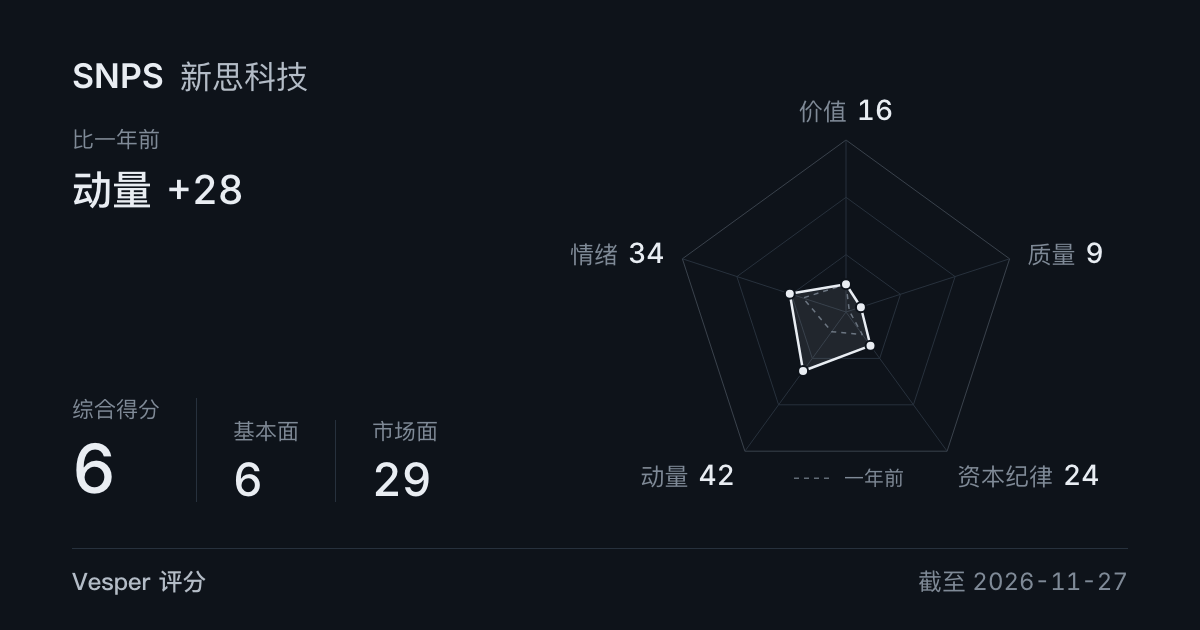 SNPS 新思科技
比一年前
动量 +28
价值 16
情绪 34
质量 9
动量 42
一年前
资本纪律 24
综合得分
6
基本面
6
市场面
29
Vesper 评分
截至 2026-11-27